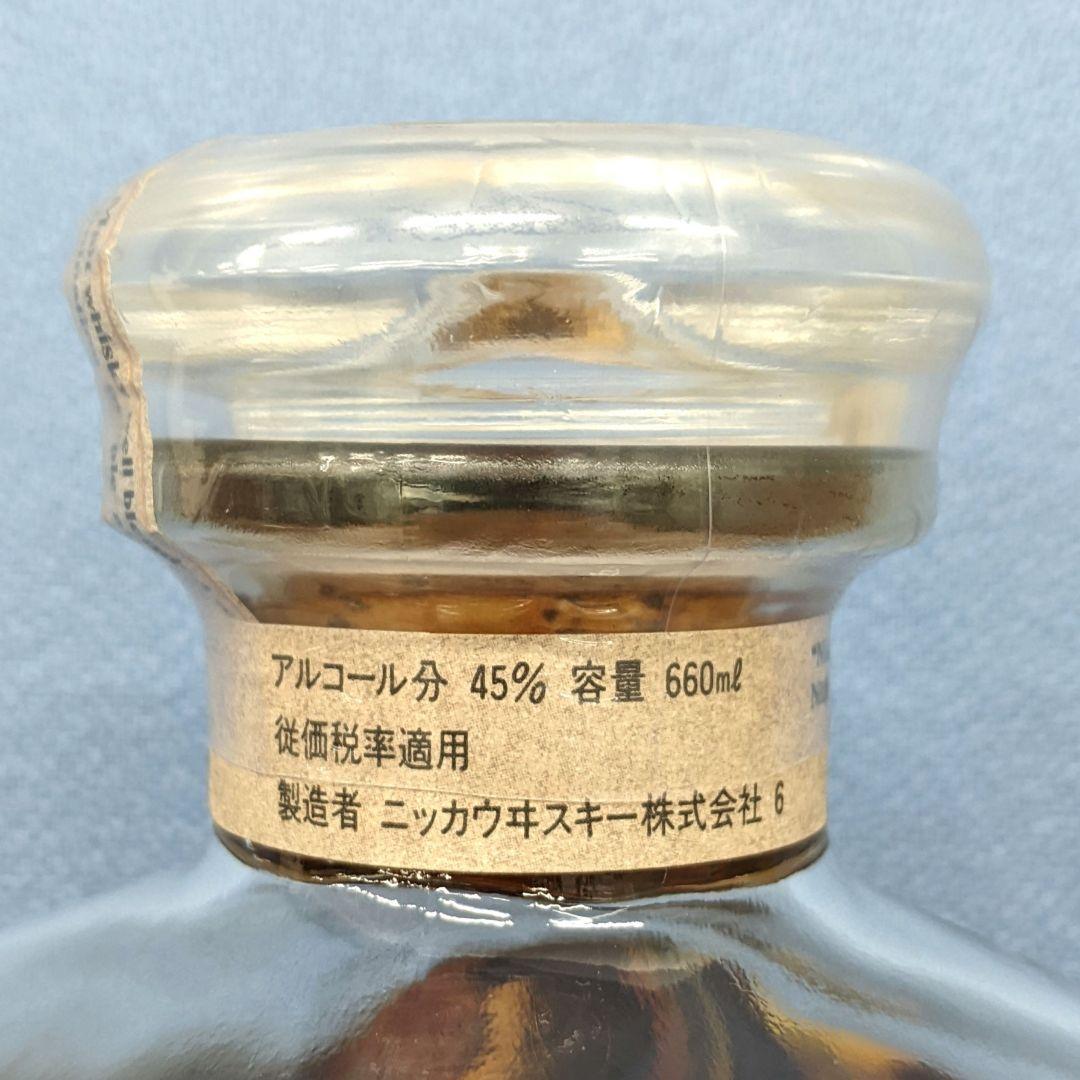 アルコール分 45% 容量 660ml
従価税率適用
製造者 ニッカウヰスキー株式会社 6